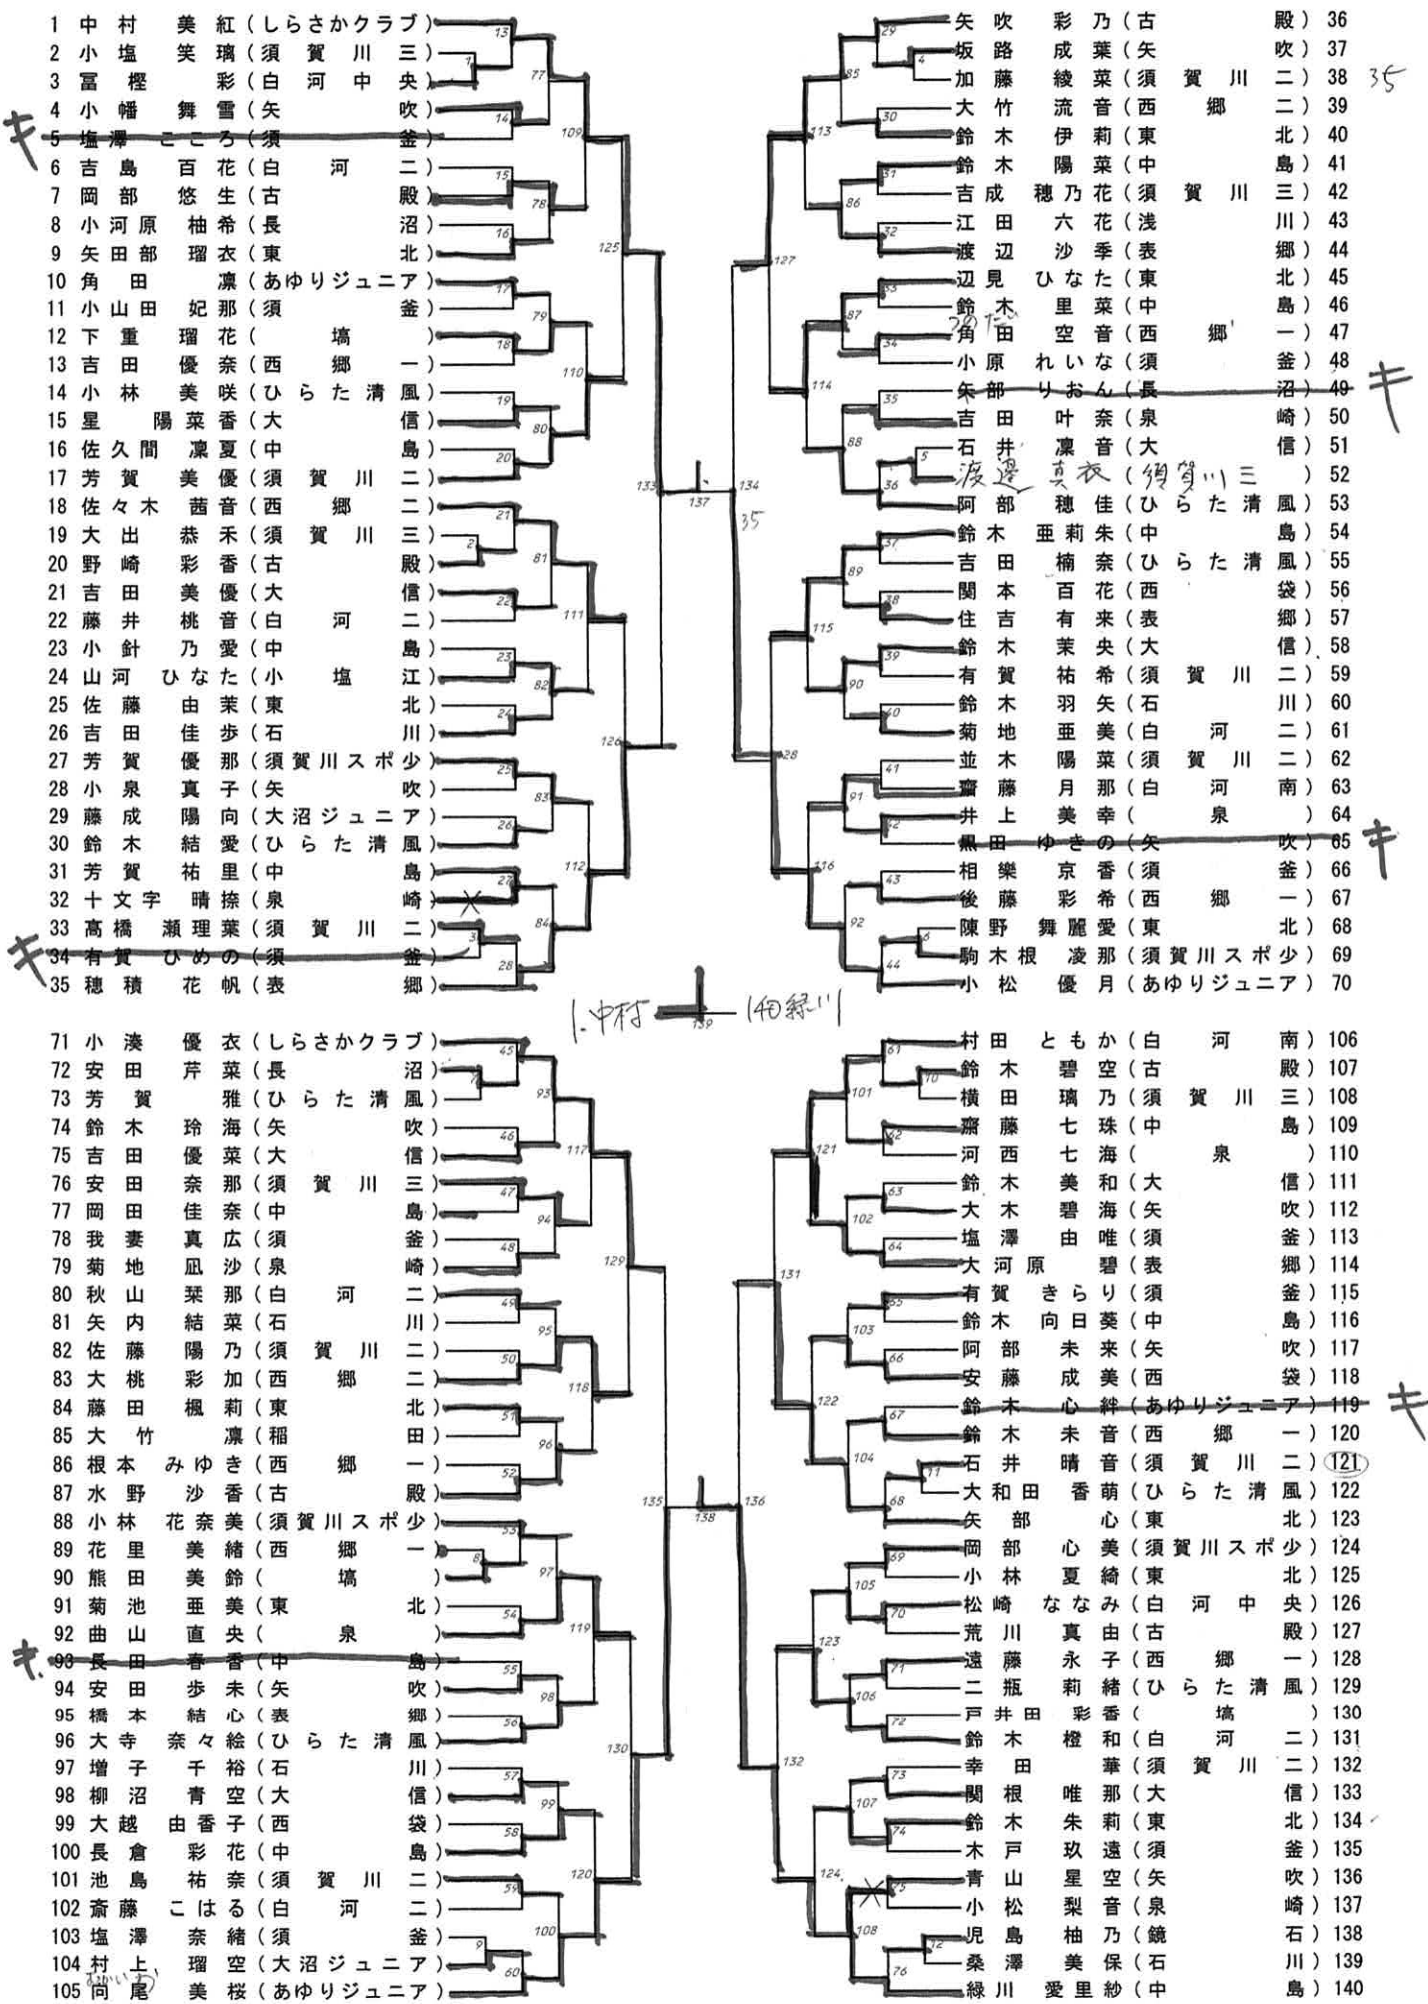 1 中村 美紅 (しらさかクラブ)
2 小塩 笑璃 (須賀川三)
3 冨樫 彩 (白河中央)
4 小幡 舞雪 (矢吹)
キ 5 塩澤 こころ (須釜)
6 吉島 百花 (白河二)
7 岡部 悠生 (古殿)
8 小河原 柚希 (長沼)
9 矢田部 瑠衣 (東北)
10 角田 凛 (あゆりジュニア)
11 小山田 妃那 (須釜)
12 下重 瑠花 (塙)
13 吉田 優奈 (西郷一)
14 小林 美咲 (ひらた清風)
15 星 陽菜香 (大信)
16 佐久間 凜夏 (中島)
17 芳賀 美優 (須賀川二)
18 佐々木 茜音 (西郷二)
19 大出 恭禾 (須賀川三)
20 野崎 彩香 (古殿)
21 吉田 美優 (大信)
22 藤井 桃音 (白河二)
23 小針 乃愛 (中島)
24 山河 ひなた (小塩江)
25 佐藤 由茉 (東北)
26 吉田 佳歩 (石川)
27 芳賀 優那 (須賀川スポ少)
28 小泉 真子 (矢吹)
29 藤成 陽向 (大沼ジュニア)
30 鈴木 結愛 (ひらた清風)
31 芳賀 祐里 (中島)
32 十文字 晴捺 (泉崎)
33 高橋 瀬理葉 (須賀川二)
キ 34 有賀 ひめの (須釜)
35 穂積 花帆 (表郷)
矢吹 彩乃 (古殿) 36
坂路 成葉 (矢吹) 37
加藤 綾菜 (須賀川二) 38 35
大竹 流音 (西郷二) 39
鈴木 伊莉 (東北) 40
鈴木 陽菜 (中島) 41
吉成 穂乃花 (須賀川三) 42
江田 六花 (浅川) 43
渡辺 沙季 (表郷) 44
辺見 ひなた (東北) 45
鈴木 里菜 (中島) 46
つのだ
角田 空音 (西郷一) 47
小原 れいな (須釜) 48
矢部 りおん (長沼) 49 キ
吉田 叶奈 (泉崎) 50
石井 凛音 (大信) 51
渡邉 真衣 (須賀川三) 52
阿部 穂佳 (ひらた清風) 53
鈴木 亜莉朱 (中島) 54
吉田 楠奈 (ひらた清風) 55
関本 百花 (西袋) 56
住吉 有来 (表郷) 57
鈴木 茉央 (大信) 58
有賀 祐希 (須賀川二) 59
鈴木 羽矢 (石川) 60
菊地 亜美 (白河二) 61
並木 陽菜 (須賀川二) 62
齋藤 月那 (白河南) 63
井上 美幸 (泉) 64
黒田 ゆきの (矢吹) 65 キ
相樂 京香 (須釜) 66
後藤 彩希 (西郷一) 67
陳野 舞麗愛 (東北) 68
駒木根 凌那 (須賀川スポ少) 69
小松 優月 (あゆりジュニア) 70
1. 137
35
1.中村 139 140緑川
71 小湊 優衣 (しらさかクラブ)
72 安田 芹菜 (長沼)
73 芳賀 雅 (ひらた清風)
74 鈴木 玲海 (矢吹)
75 吉田 優菜 (大信)
76 安田 奈那 (須賀川三)
77 岡田 佳奈 (中島)
78 我妻 真広 (須釜)
79 菊地 凪沙 (泉崎)
80 秋山 栞那 (白河二)
81 矢内 結菜 (石川)
82 佐藤 陽乃 (須賀川二)
83 大桃 彩加 (西郷二)
84 藤田 楓莉 (東北)
85 大竹 凛 (稲田)
86 根本 みゆき (西郷一)
87 水野 沙香 (古殿)
88 小林 花奈美 (須賀川スポ少)
89 花里 美緒 (西郷一)
90 熊田 美鈴 (塙)
91 菊池 亜美 (東北)
92 曲山 直央 (泉)
キ 93 長田 春香 (中島)
94 安田 歩未 (矢吹)
95 橋本 結心 (表郷)
96 大寺 奈々絵 (ひらた清風)
97 増子 千裕 (石川)
98 柳沼 青空 (大信)
99 大越 由香子 (西袋)
100 長倉 彩花 (中島)
101 池島 祐奈 (須賀川二)
102 斎藤 こはる (白河二)
103 塩澤 奈緒 (須釜)
104 村上 瑠空 (大沼ジュニア)
105 向尾 美桜 (あゆりジュニア)
村田 ともか (白河南) 106
鈴木 碧空 (古殿) 107
横田 璃乃 (須賀川三) 108
齋藤 七珠 (中島) 109
河西 七海 (泉) 110
鈴木 美和 (大信) 111
大木 碧海 (矢吹) 112
塩澤 由唯 (須釜) 113
大河原 碧 (表郷) 114
有賀 きらり (須釜) 115
鈴木 向日葵 (中島) 116
阿部 未来 (矢吹) 117
安藤 成美 (西袋) 118
鈴木 心絆 (あゆりジュニア) 119 キ
鈴木 未音 (西郷一) 120
石井 晴音 (須賀川二) 121
大和田 香萌 (ひらた清風) 122
矢部 心 (東北) 123
岡部 心美 (須賀川スポ少) 124
小林 夏綺 (東北) 125
松崎 ななみ (白河中央) 126
荒川 真由 (古殿) 127
遠藤 永子 (西郷一) 128
二瓶 莉緒 (ひらた清風) 129
戸井田 彩香 (塙) 130
鈴木 橙和 (白河二) 131
幸田 華 (須賀川二) 132
関根 唯那 (大信) 133
鈴木 朱莉 (東北) 134
木戸 玖遠 (須釜) 135
青山 星空 (矢吹) 136
小松 梨音 (泉崎) 137
児島 柚乃 (鏡石) 138
桑澤 美保 (石川) 139
緑川 愛里紗 (中島) 140